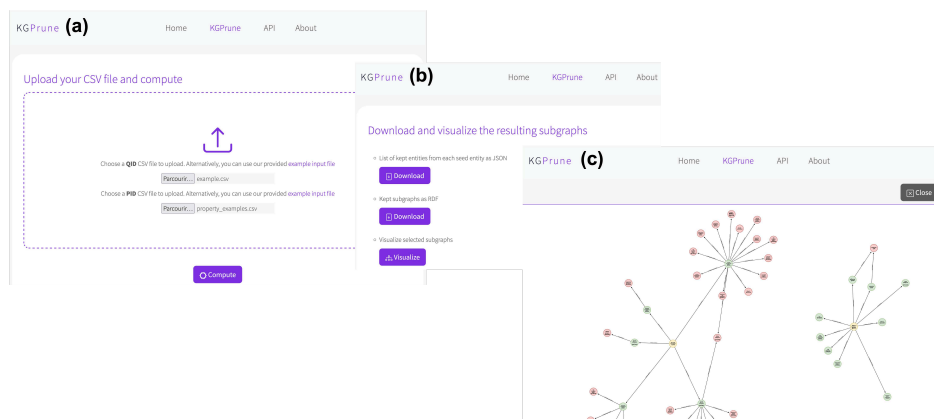 KGPrune (a)
Home KGPrune API About
Upload your CSV file and compute
Choose a QID CSV file to upload. Alternatively, you can use our provided example input file
Parcourir... example.csv
Choose a PID CSV file to upload. Alternatively, you can use our provided example input file
Parcourir... property_examples.csv
Compute
KGPrune (b)
Home KGPrune API About
Download and visualize the resulting subgraphs
List of kept entities from each seed entity as JSON
Download
Kept subgraphs as RDF
Download
Visualize selected subgraphs
Visualize
KGPrune (c)
Home KGPrune API About
Close